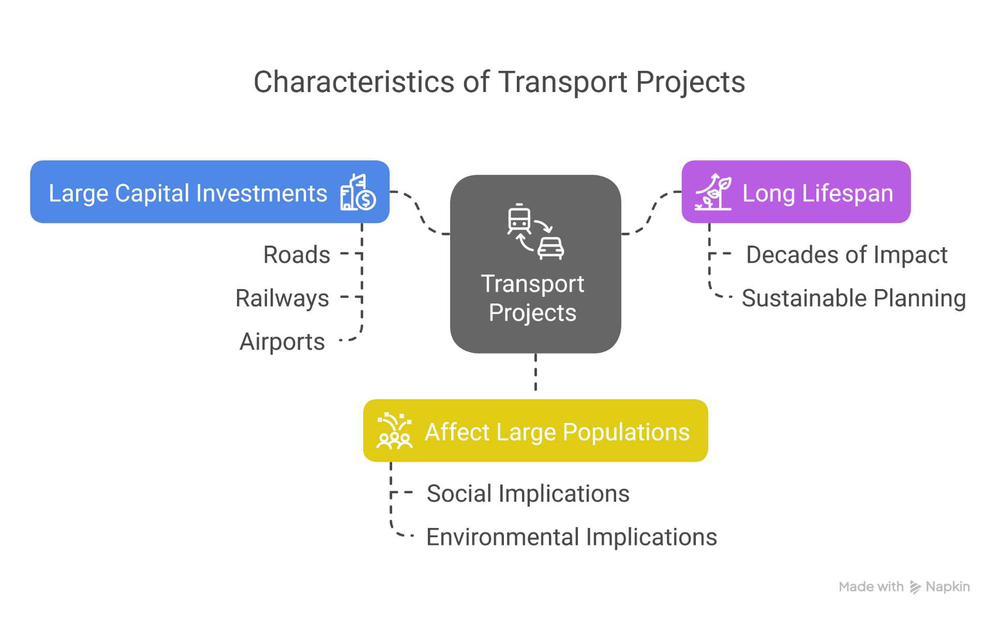 Characteristics of Transport Projects
Large Capital Investments
Roads
Railways
Airports
Transport
Projects
Long Lifespan
Decades of Impact
Sustainable Planning
Affect Large Populations
Social Implications
Environmental Implications
Made with Napkin